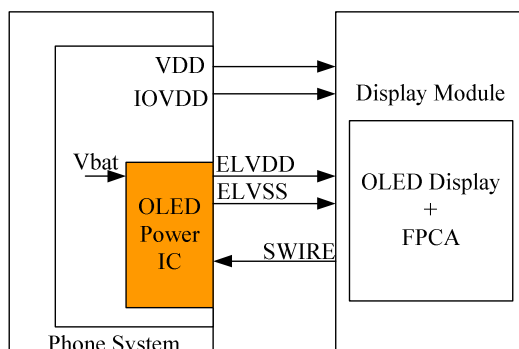 VDD
IOVDD
Display Module
Vbat
ELVDD
ELVSS
OLED
Power
IC
OLED Display
+
FPCA
SWIRE
Phone System